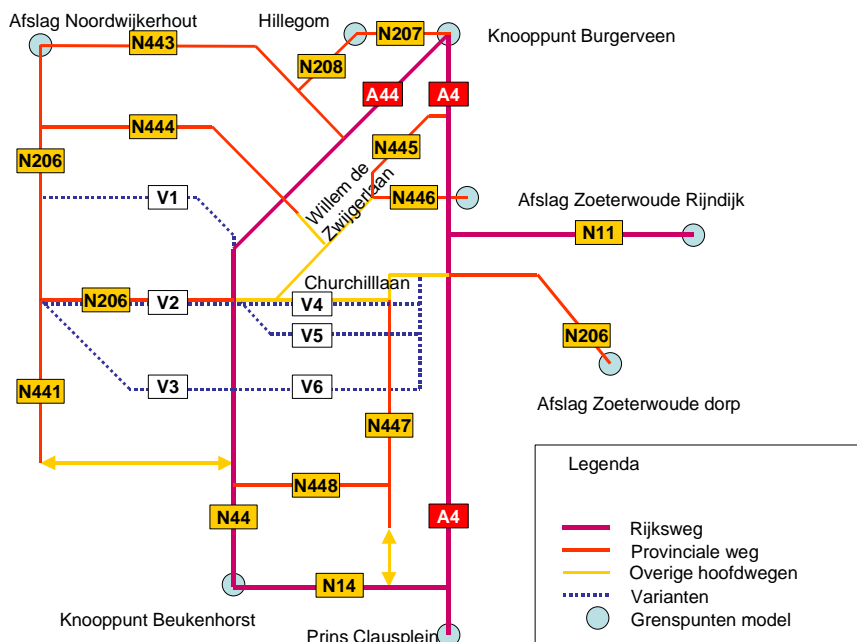 Afslag Noordwijkerhout
Hillegom
N443
N207
Knooppunt Burgerveen
N208
A44
A4
N444
N445
N206
Willem de
Zwijgerlaan
V1
N446
Afslag Zoeterwoude Rijndijk
N11
Churchilllaan
N206
V2
V4
V5
N206
V3
V6
N441
Afslag Zoeterwoude dorp
N447
Legenda
N448
N44
A4
Rijksweg
Provinciale weg
Overige hoofdwegen
N14
Varianten
Knooppunt Beukenhorst
Grenspunten model
Prins Clausplein